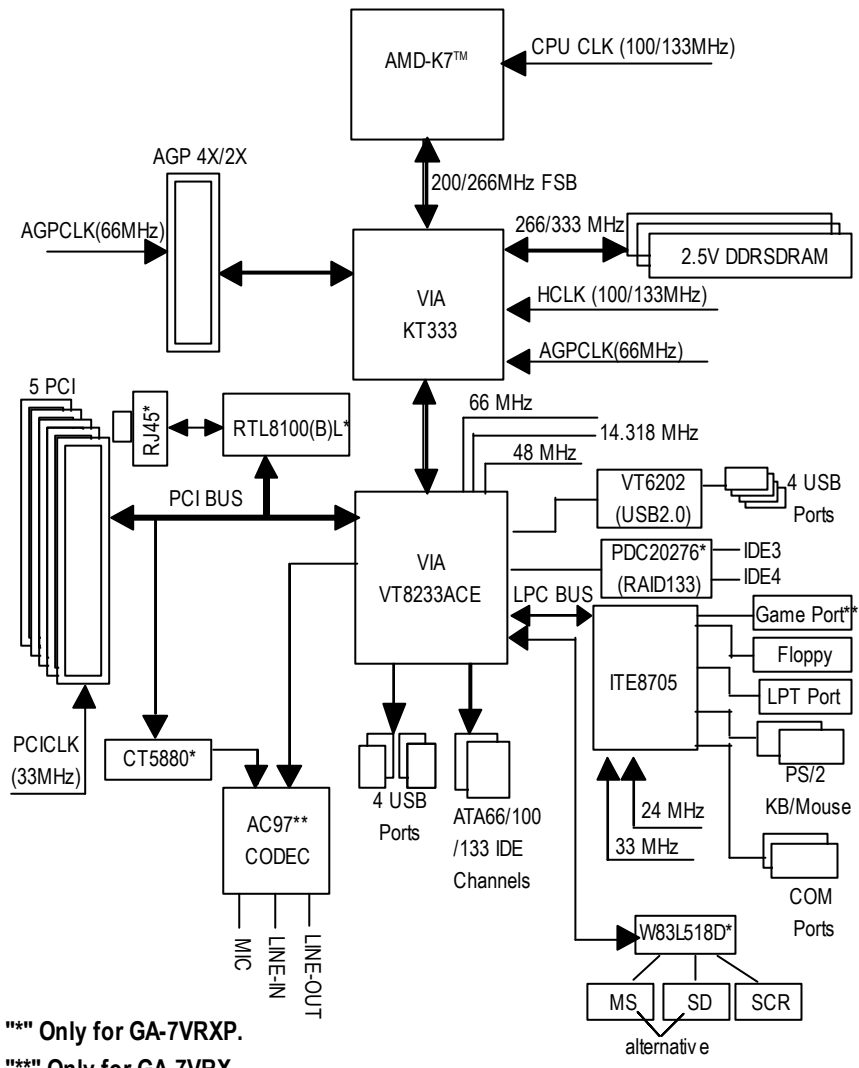 AMD-K7™
CPU CLK (100/133MHz)
AGP 4X/2X
200/266MHz FSB
AGPCLK(66MHz)
266/333 MHz
2.5V DDRSDRAM
VIA
KT333
HCLK (100/133MHz)
AGPCLK(66MHz)
5 PCI
RJ45*
RTL8100(B)L*
66 MHz
14.318 MHz
48 MHz
PCI BUS
VT6202
(USB2.0)
4 USB
Ports
VIA
VT8233ACE
PDC20276*
(RAID133)
IDE3
IDE4
LPC BUS
Game Port**
Floppy
ITE8705
LPT Port
PCICLK
(33MHz)
CT5880*
PS/2
KB/Mouse
4 USB
Ports
ATA66/100
/133 IDE
Channels
24 MHz
33 MHz
AC97**
CODEC
COM
Ports
MIC
LINE-IN
LINE-OUT
W83L518D*
MS
SD
SCR
alternative
"*" Only for GA-7VRXP.
"**" Only for GA-7VRX.